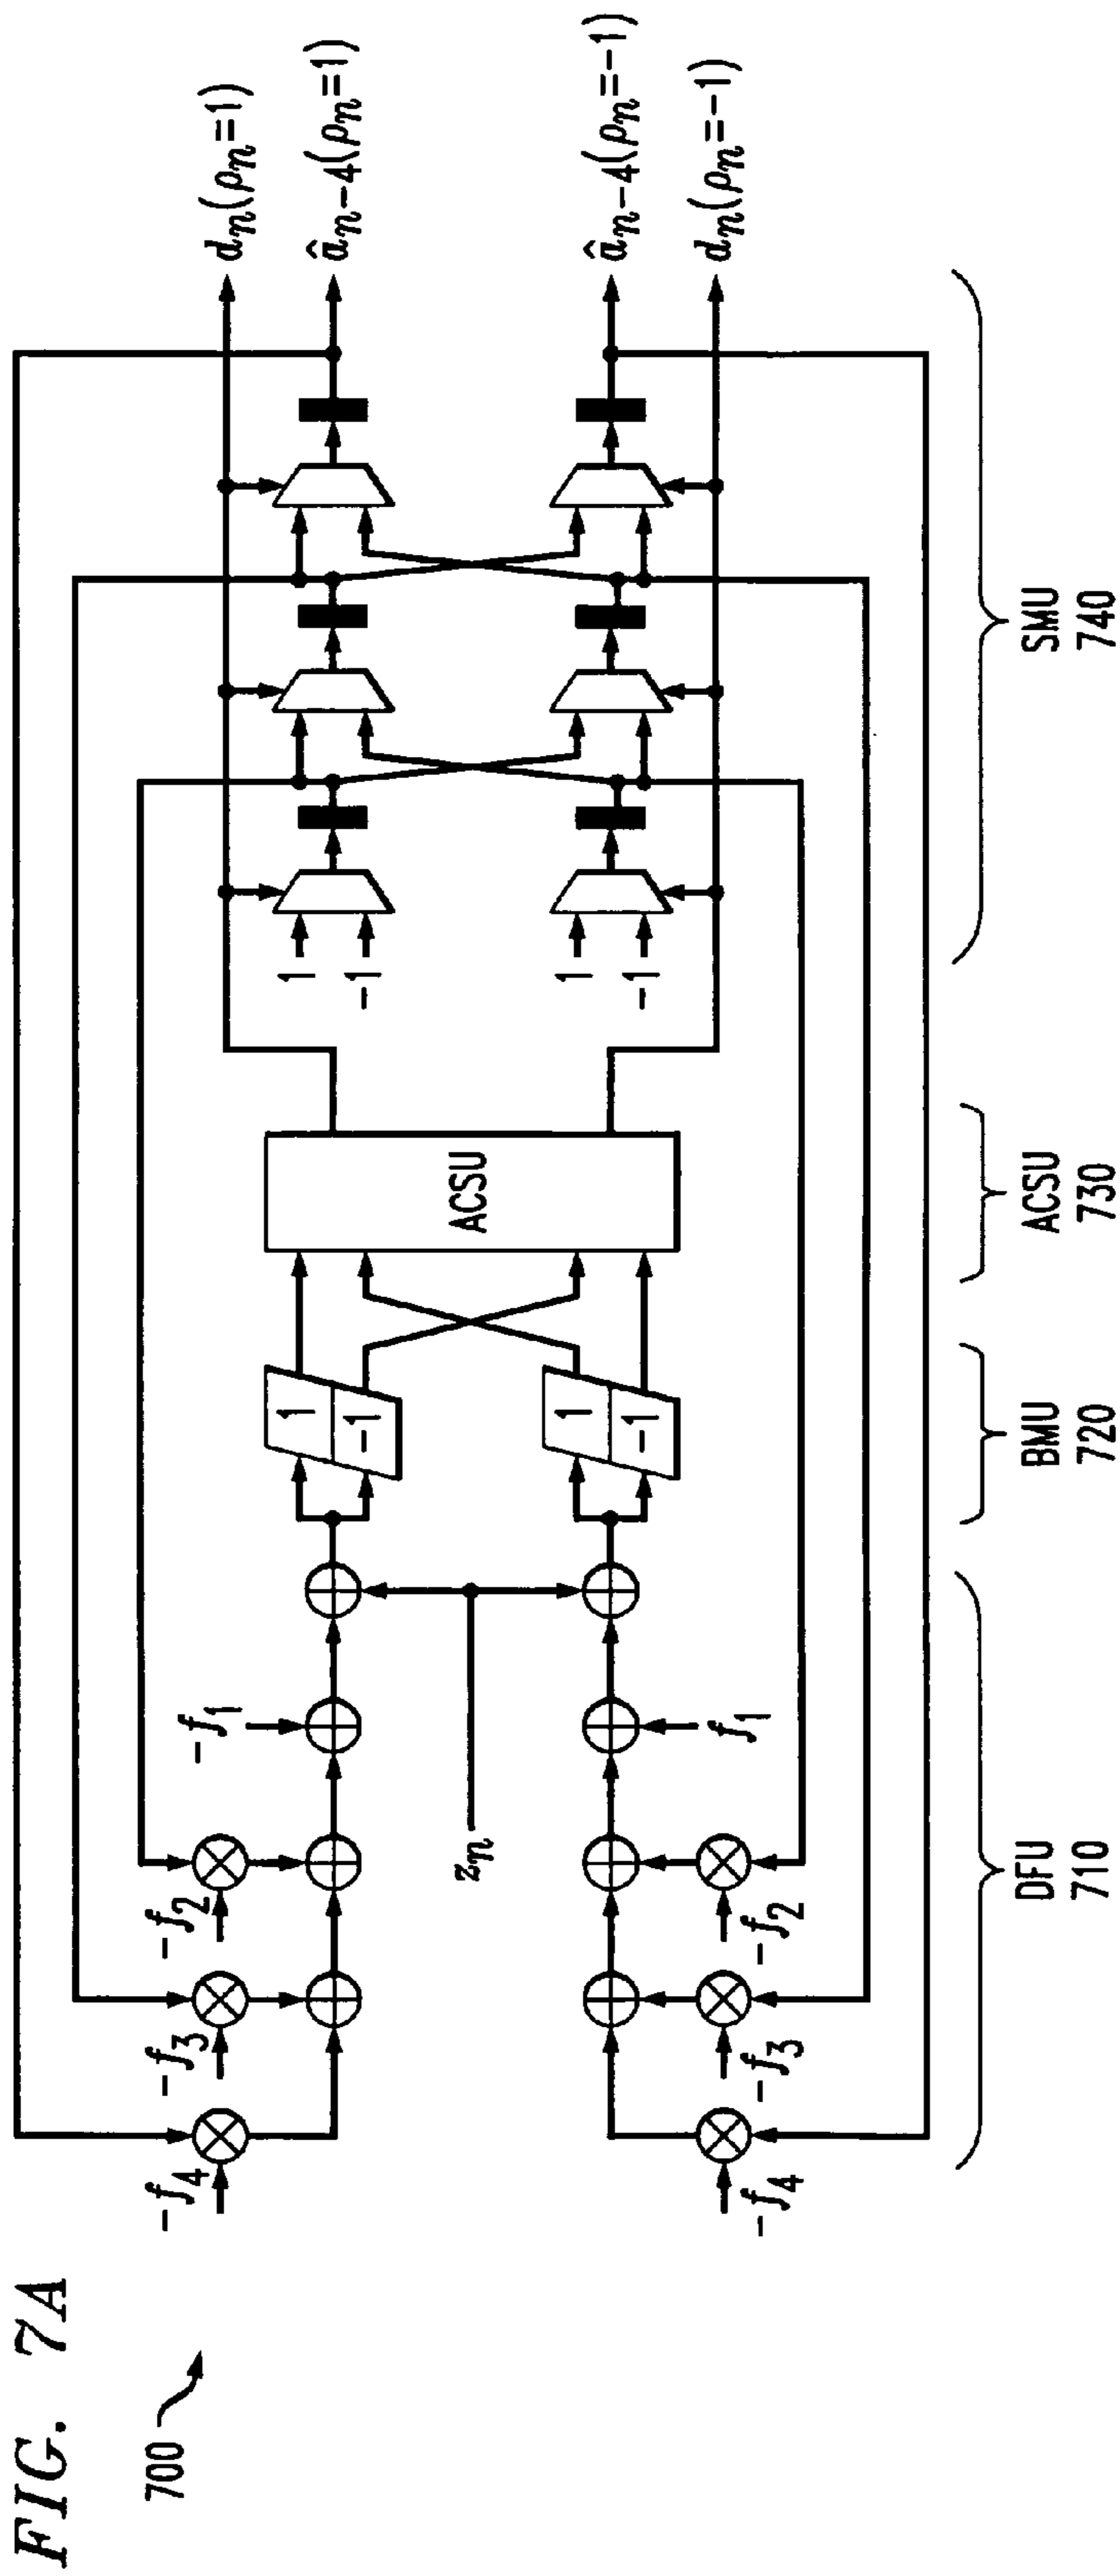 FIG. 7A
700
-f4
-f3
-f2
-f1
zn
-f4
-f3
-f2
f1
1
-1
1
-1
ACSU
1
-1
1
-1
dn(ρn=1)
ân-4(ρn=1)
ân-4(ρn=-1)
dn(ρn=-1)
DFU
710
BMU
720
ACSU
730
SMU
740